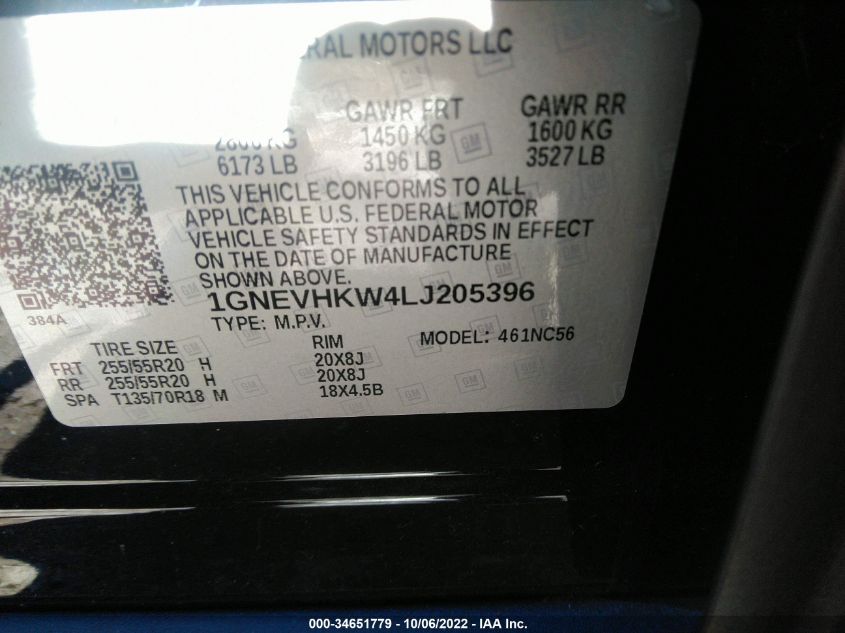 MOTORS LLC
GAWR FRT GAWR RR
1450 KG 1600 KG
6173 LB 3196 LB 3527 LB
THIS VEHICLE CONFORMS TO ALL
APPLICABLE U.S. FEDERAL MOTOR
VEHICLE SAFETY STANDARDS IN EFFECT
ON THE DATE OF MANUFACTURE
SHOWN ABOVE.
1GNEVHKW4LJ205396
384A
TYPE: M.P.V. MODEL: 461NC56
TIRE SIZE RIM
FRT 255/55R20 H 20X8J
RR 255/55R20 H 20X8J
SPA T135/70R18 M 18X4.5B
000-34651779 - 10/06/2022 - IAA Inc.